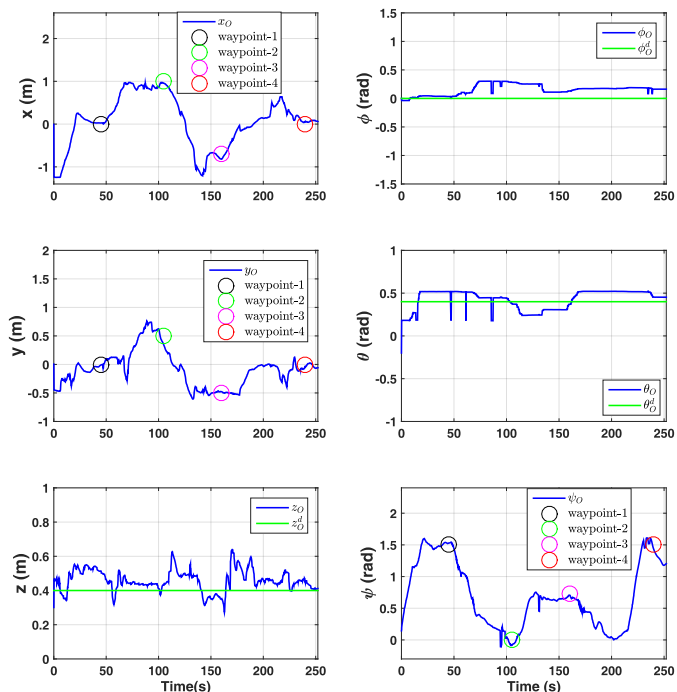 x_O
waypoint-1
waypoint-2
waypoint-3
waypoint-4
x (m)
2
1
0
-1
0 50 100 150 200 250
ϕ_O
ϕ_O^d
ϕ (rad)
1.5
1
0.5
0
-0.5
-1
-1.5
0 50 100 150 200 250
y_O
waypoint-1
waypoint-2
waypoint-3
waypoint-4
y (m)
2
1.5
1
0.5
0
-0.5
-1
0 50 100 150 200 250
θ_O
θ_O^d
θ (rad)
1
0.5
0
-0.5
-1
0 50 100 150 200 250
z_O
z_O^d
z (m)
1
0.8
0.6
0.4
0.2
0
0 50 100 150 200 250
Time(s)
ψ_O
waypoint-1
waypoint-2
waypoint-3
waypoint-4
ψ (rad)
2
1.5
1
0.5
0
0 50 100 150 200 250
Time (s)